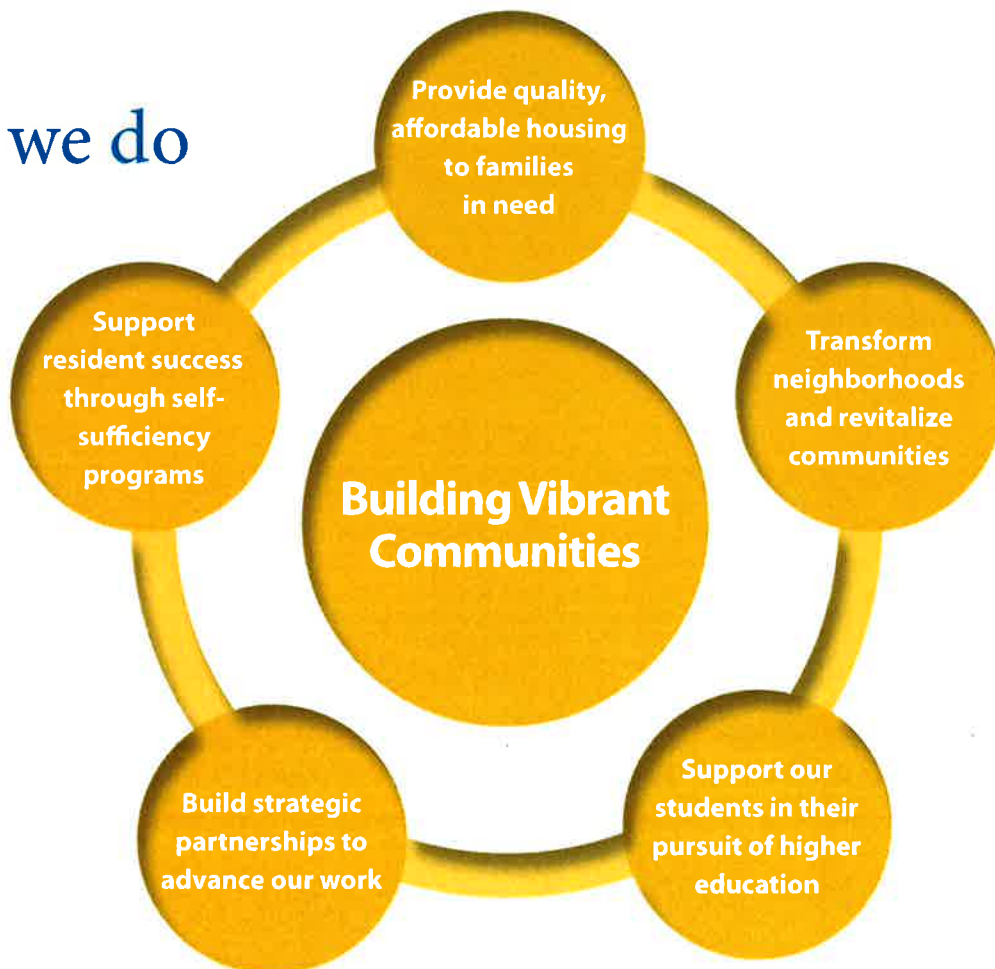 we do
Provide quality,
affordable housing
to families
in need
Transform
neighborhoods
and revitalize
communities
Support our
students in their
pursuit of higher
education
Build strategic
partnerships to
advance our work
Support
resident success
through self-
sufficiency
programs
Building Vibrant
Communities